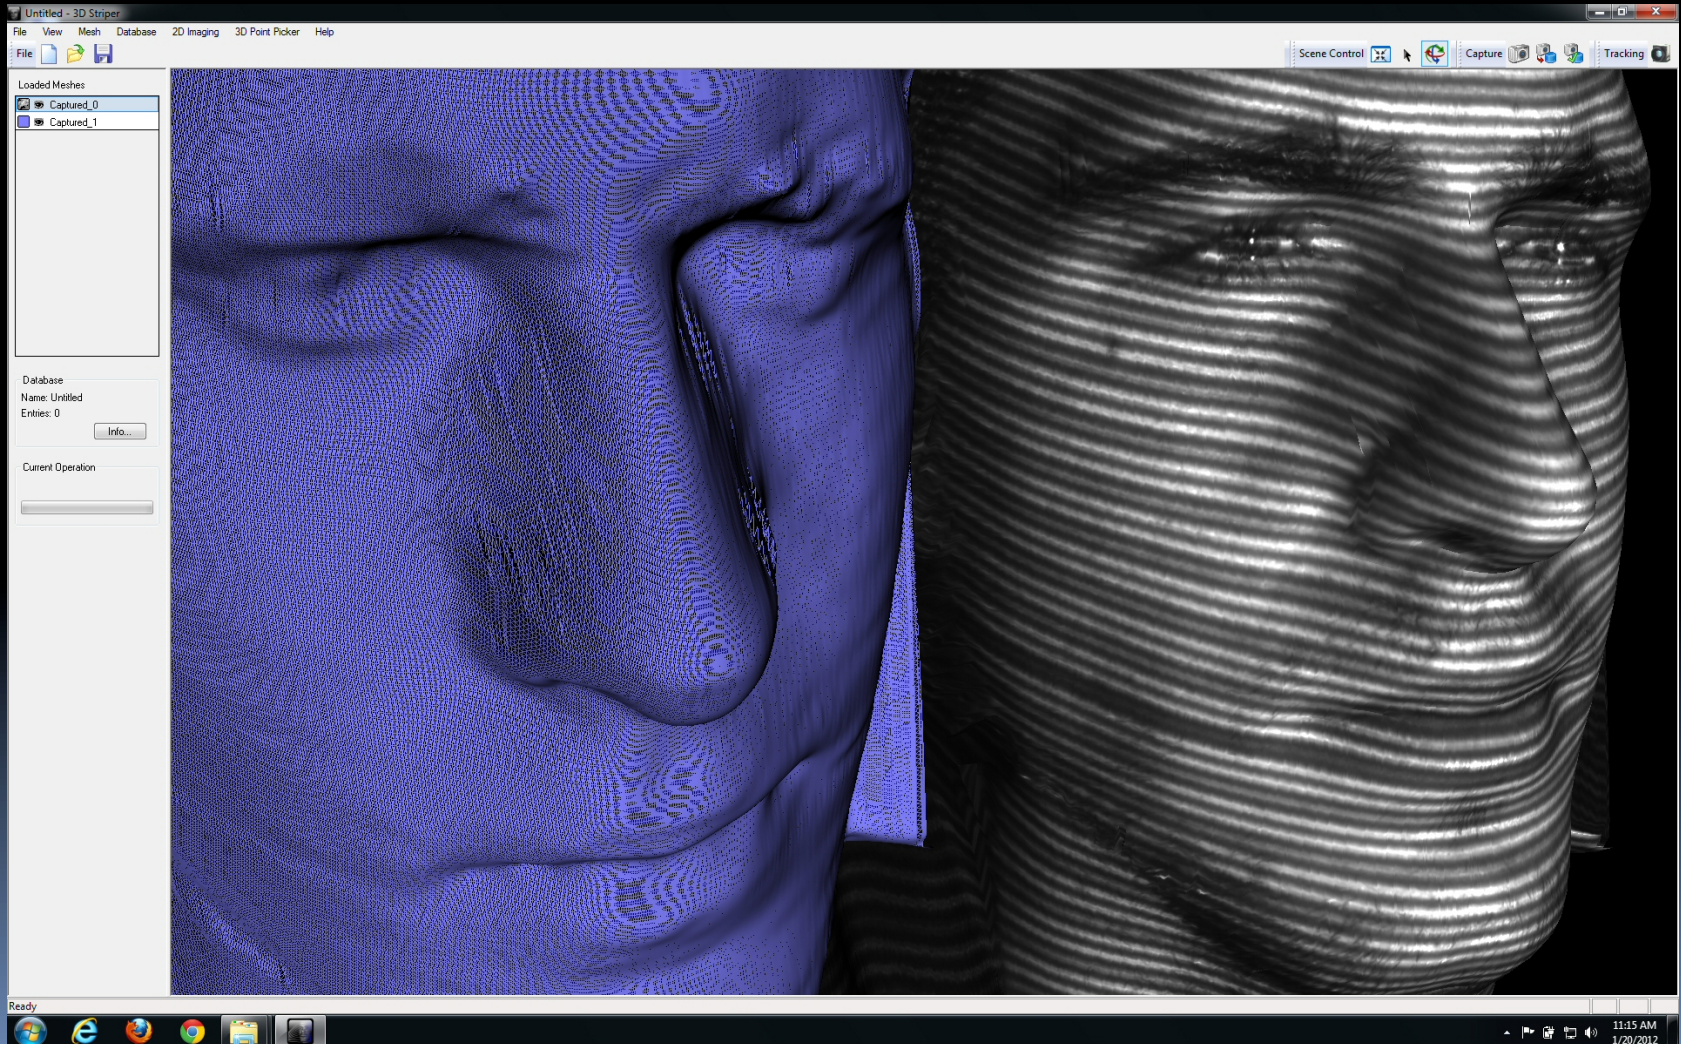 Untitled - 3D Striper
File View Mesh Database 2D Imaging 3D Point Picker Help
File Scene Control Capture Tracking
Loaded Meshes
Captured_0
Captured_1
Database
Name: Untitled
Entries: 0
Info...
Current Operation
Ready
11:15 AM
1/20/2012